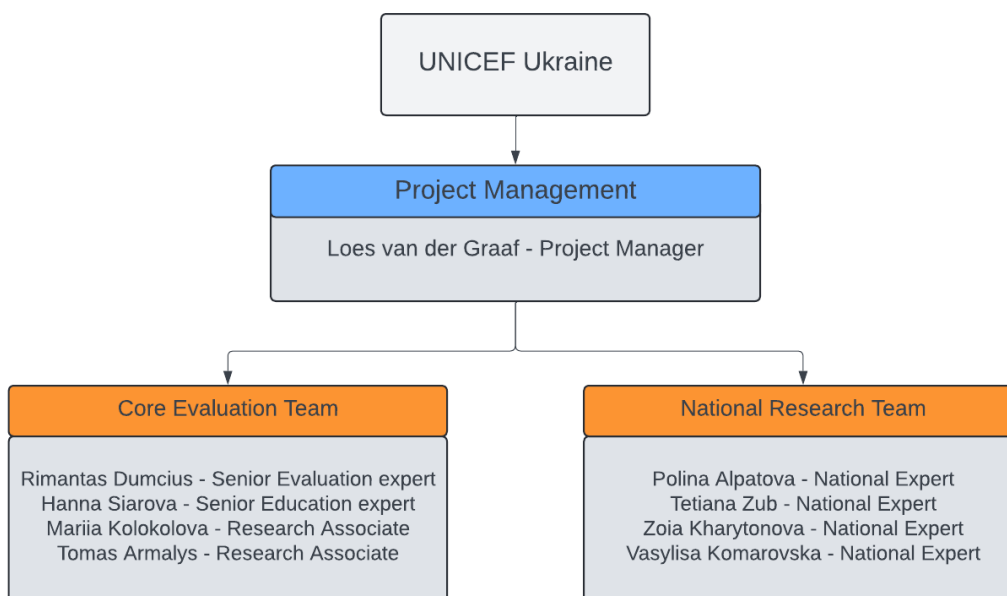 UNICEF Ukraine
Project Management
Loes van der Graaf - Project Manager
Core Evaluation Team
Rimantas Dumcius - Senior Evaluation expert
Hanna Siarova - Senior Education expert
Mariia Kolokolova - Research Associate
Tomas Armalys - Research Associate
National Research Team
Polina Alpatova - National Expert
Tetiana Zub - National Expert
Zoia Kharytonova - National Expert
Vasylisa Komarovska - National Expert